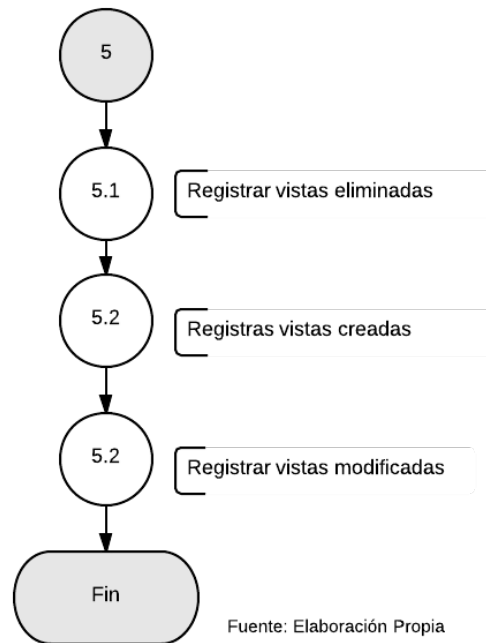 5
5.1
Registrar vistas eliminadas
5.2
Registras vistas creadas
5.2
Registrar vistas modificadas
Fin
Fuente: Elaboración Propia